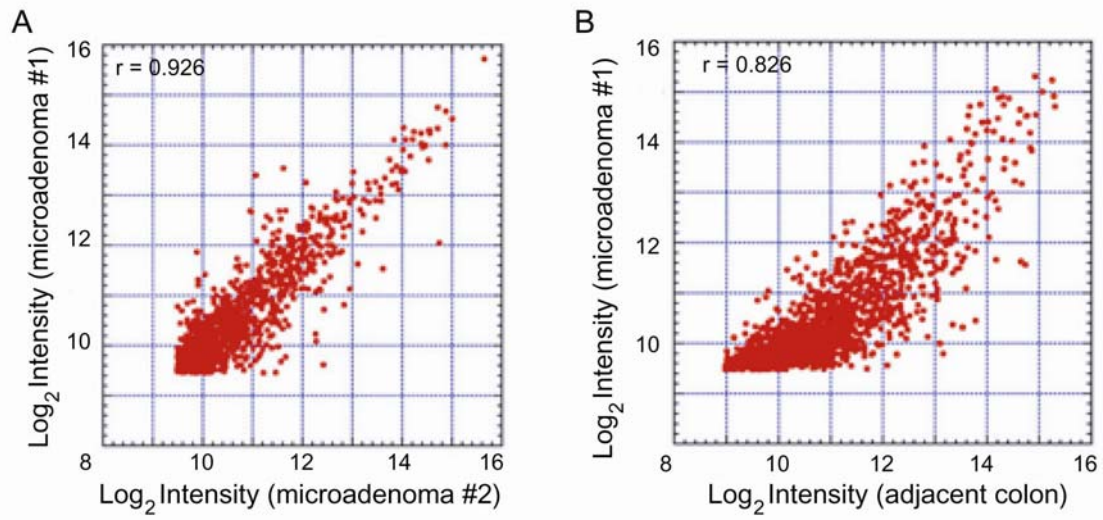 A
B
r = 0.926
r = 0.826
Log2 Intensity (microadenoma #1)
16
14
12
10
8 10 12 14 16
Log2 Intensity (microadenoma #2)
Log2 Intensity (microadenoma #1)
16
14
12
10
8 10 12 14 16
Log2 Intensity (adjacent colon)